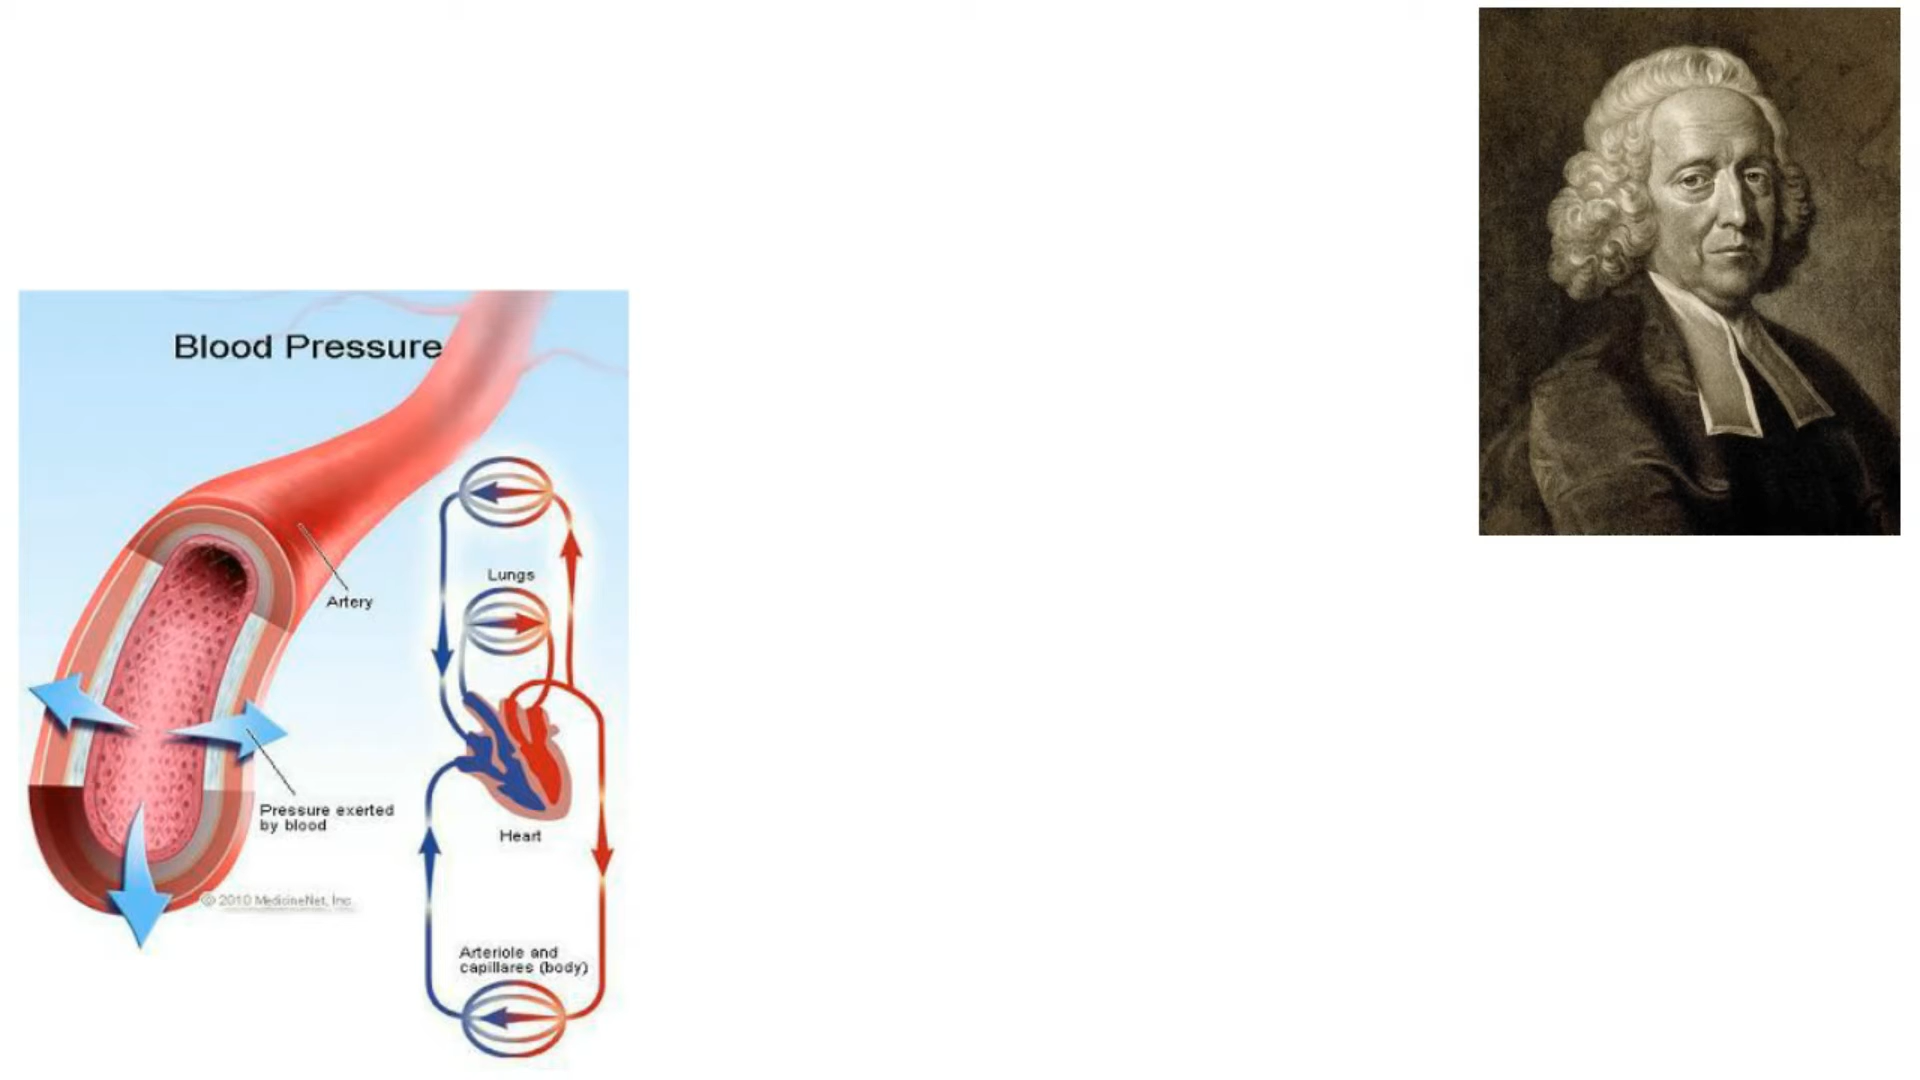 Blood Pressure
Lungs
Artery
Pressure exerted
by blood
Heart
© 2010 MedicineNet, Inc.
Arteriole and
capillares (body)